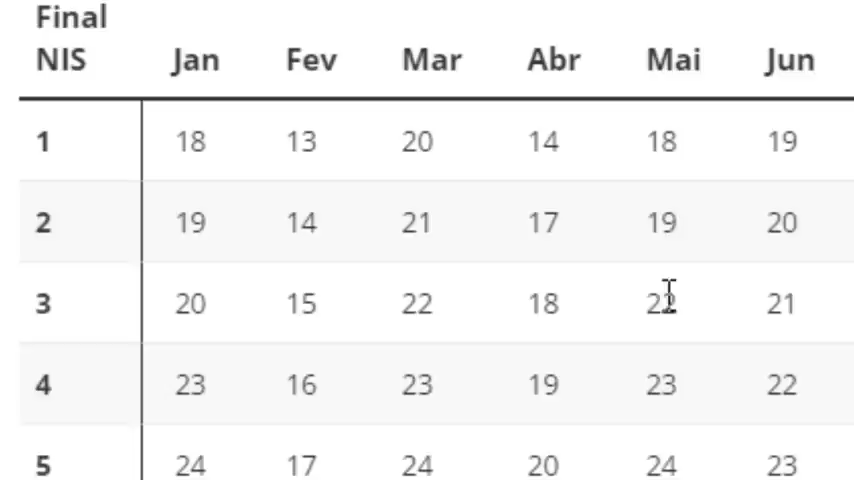 Final
NIS Jan Fev Mar Abr Mai Jun
1 18 13 20 14 18 19
2 19 14 21 17 19 20
3 20 15 22 18 22 21
4 23 16 23 19 23 22
5 24 17 24 20 24 23